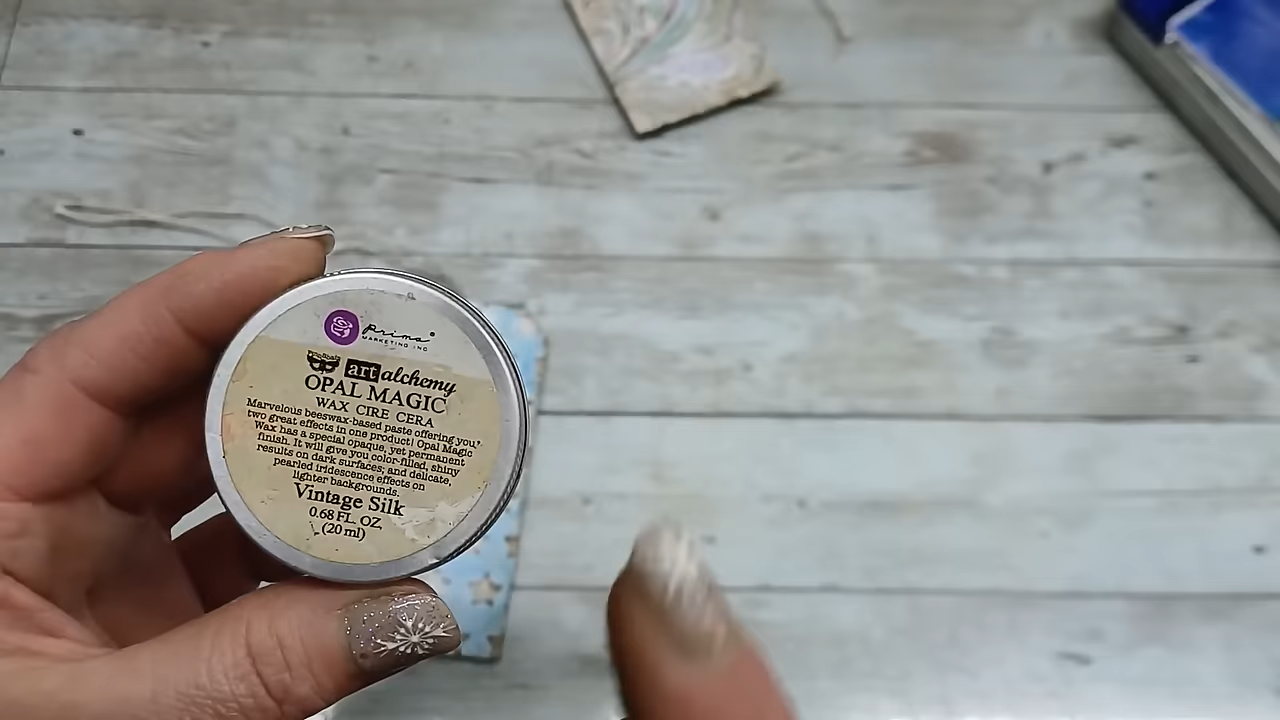 Prima
MARKETING INC
finnabair
art alchemy
OPAL MAGIC
WAX CIRE CERA
Marvelous beeswax-based paste offering you
two great effects in one product! Opal Magic
Wax has a special opaque, yet permanent
finish. It will give you color-filled, shiny
results on dark surfaces; and delicate,
pearled iridescence effects on
lighter backgrounds.
Vintage Silk
0.68 FL. OZ.
(20 ml)